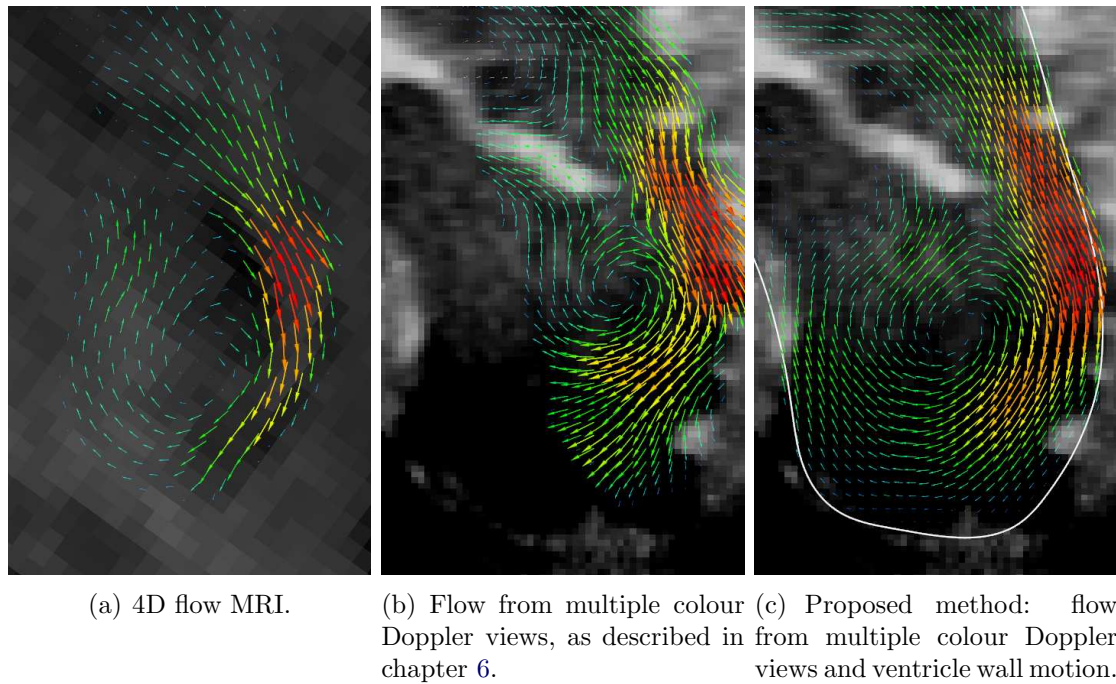 (a) 4D flow MRI.
(b) Flow from multiple colour
Doppler views, as described in
chapter 6.
(c) Proposed method: flow
from multiple colour Doppler
views and ventricle wall motion.